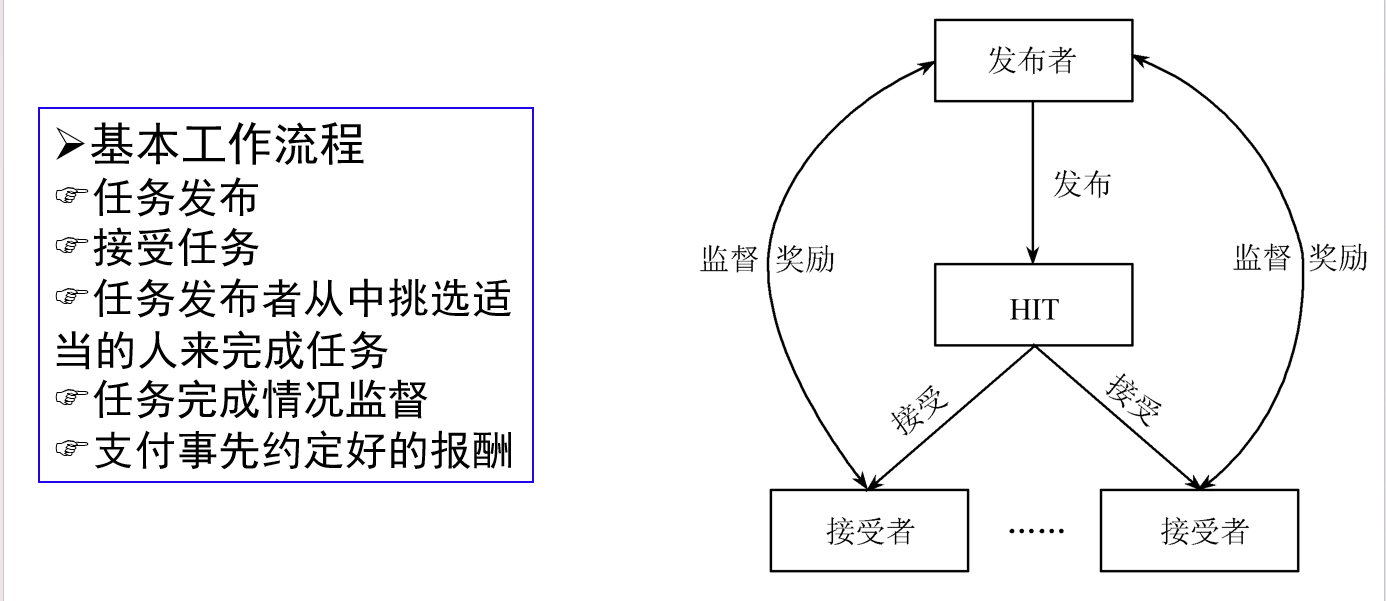 ➢基本工作流程
☞任务发布
☞接受任务
☞任务发布者从中挑选适
当的人来完成任务
☞任务完成情况监督
☞支付事先约定好的报酬
发布者
发布
监督 奖励
监督 奖励
HIT
接受
接受
接受者
……
接受者